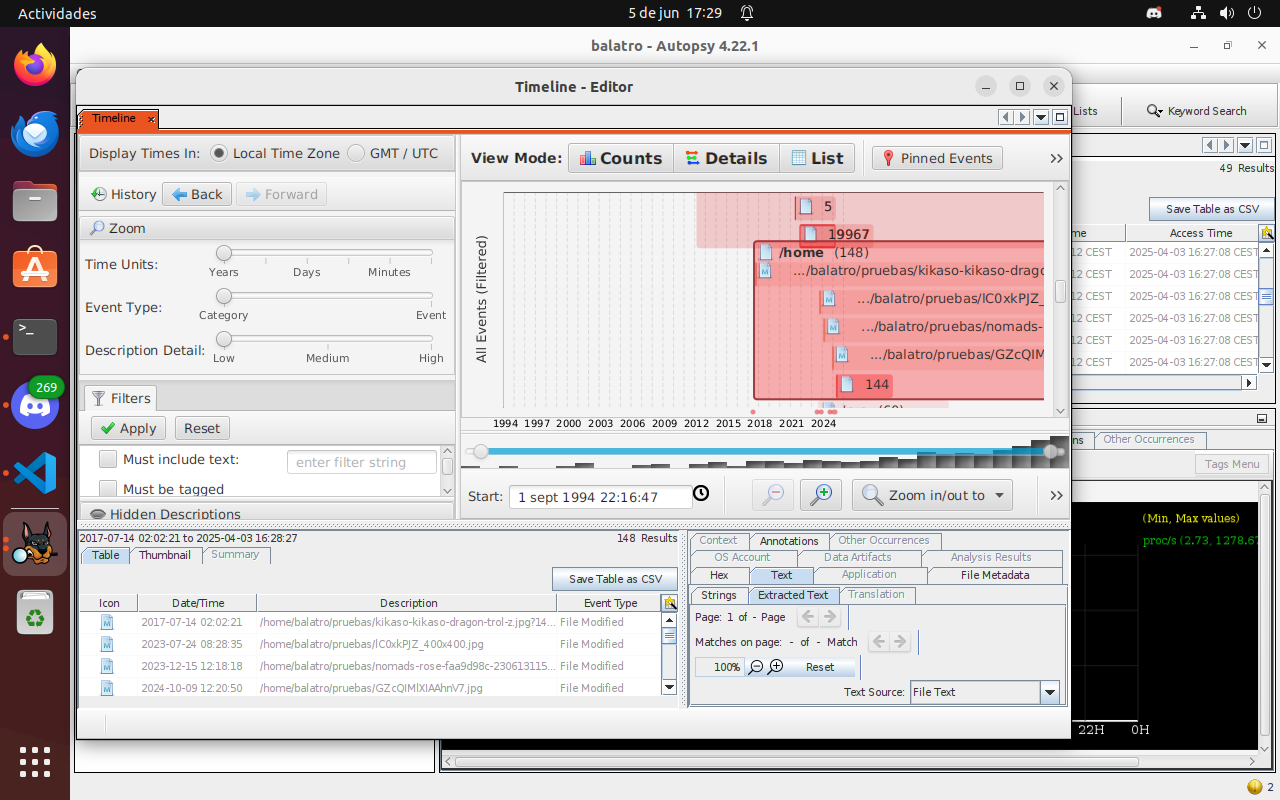 Actividades
5 de jun 17:29
balatro - Autopsy 4.22.1
Timeline - Editor
Timeline
Lists
Keyword Search
Display Times In:
Local Time Zone
GMT / UTC
View Mode:
Counts
Details
List
Pinned Events
49 Results
History
Back
Forward
Save Table as CSV
Zoom
Access Time
Time Units:
Years
Days
Minutes
Event Type:
Category
Event
Description Detail:
Low
Medium
High
All Events (Filtered)
5
19967
/home (148)
.../balatro/pruebas/kikaso-kikaso-drago
.../balatro/pruebas/lC0xkPJZ_
.../balatro/pruebas/nomads-
.../balatro/pruebas/GZcQIM
144
12 CEST 2025-04-03 16:27:08 CEST
12 CEST 2025-04-03 16:27:08 CEST
12 CEST 2025-04-03 16:27:08 CEST
12 CEST 2025-04-03 16:27:08 CEST
12 CEST 2025-04-03 16:27:08 CEST
12 CEST 2025-04-03 16:27:08 CEST
269
Filters
Apply
Reset
1994 1997 2000 2003 2006 2009 2012 2015 2018 2021 2024
Must include text:
enter filter string
Must be tagged
Hidden Descriptions
Other Occurrences
Tags Menu
Start:
1 sept 1994 22:16:47
Zoom in/out to
(Min, Max values)
proc/s (2.73, 1278.67
2017-07-14 02:02:21 to 2025-04-03 16:28:27
148 Results
Table
Thumbnail
Summary
Save Table as CSV
Icon Date/Time Description Event Type
2017-07-14 02:02:21 /home/balatro/pruebas/kikaso-kikaso-dragon-trol-z.jpg?14... File Modified
2023-07-24 08:28:35 /home/balatro/pruebas/lC0xkPJZ_400x400.jpg File Modified
2023-12-15 12:18:18 /home/balatro/pruebas/nomads-rose-faa9d98c-230613115... File Modified
2024-10-09 12:20:50 /home/balatro/pruebas/GZcQIMlXIAAhnV7.jpg File Modified
Context
Annotations
Other Occurrences
OS Account
Data Artifacts
Analysis Results
Hex
Text
Application
File Metadata
Strings
Extracted Text
Translation
Page: 1 of - Page
Matches on page: - of - Match
100%
Reset
Text Source:
File Text
22H 0H
2